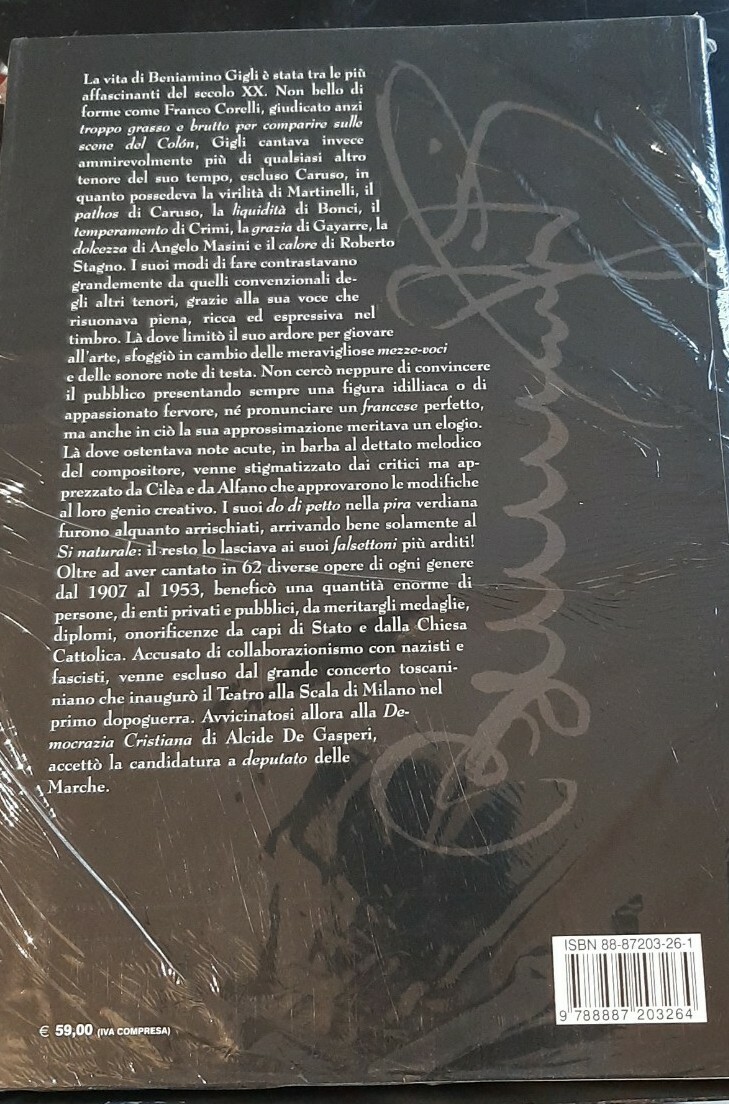 La vita di Beniamino Gigli è stata tra le più
affascinanti del secolo XX. Non bello di
forme come Franco Corelli, giudicato anzi
troppo grasso e brutto per comparire sulle
scene del Colón, Gigli cantava invece
ammirevolmente più di qualsiasi altro
tenore del suo tempo, escluso Caruso, in
quanto possedeva la virilità di Martinelli, il
pathos di Caruso, la liquidità di Bonci, il
temperamento di Crimi, la grazia di Gayarre, la
dolcezza di Angelo Masini e il calore di Roberto
Stagno. I suoi modi di fare contrastavano
grandemente da quelli convenzionali de-
gli altri tenori, grazie alla sua voce che
risuonava piena, ricca ed espressiva nel
timbro. Là dove limitò il suo ardore per giovare
all'arte, sfoggiò in cambio delle meravigliose mezze-voci
e delle sonore note di testa. Non cercò neppure di convincere
il pubblico presentando sempre una figura idilliaca o di
appassionato fervore, né pronunciare un francese perfetto,
ma anche in ciò la sua approssimazione meritava un elogio.
Là dove ostentava note acute, in barba al dettato melodico
del compositore, venne stigmatizzato dai critici ma ap-
prezzato da Cilèa e da Alfano che approvarono le modifiche
al loro genio creativo. I suoi do di petto nella pira verdiana
furono alquanto arrischiati, arrivando bene solamente al
Si naturale: il resto lo lasciava ai suoi falsettoni più arditi!
Oltre ad aver cantato in 62 diverse opere di ogni genere
dal 1907 al 1953, beneficò una quantità enorme di
persone, di enti privati e pubblici, da meritargli medaglie,
diplomi, onorificenze da capi di Stato e dalla Chiesa
Cattolica. Accusato di collaborazionismo con nazisti e
fascisti, venne escluso dal grande concerto toscani-
niano che inaugurò il Teatro alla Scala di Milano nel
primo dopoguerra. Avvicinatosi allora alla De-
mocrazia Cristiana di Alcide De Gasperi,
accettò la candidatura a deputato delle
Marche.
ISBN 88-87203-26-1
9 788887 203264
€ 59,00 (IVA COMPRESA)